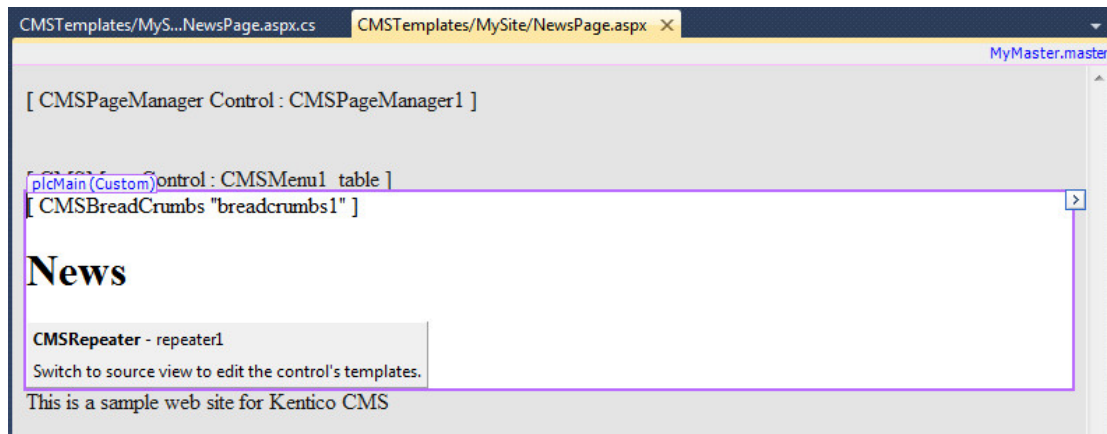 CMSTemplates/MyS...NewsPage.aspx.cs CMSTemplates/MySite/NewsPage.aspx
MyMaster.master
[ CMSPageManager Control : CMSPageManager1 ]
Control : CMSMenu1_table ]
plcMain (Custom)
[ CMSBreadCrumbs "breadcrumbs1" ]
News
CMSRepeater - repeater1
Switch to source view to edit the control's templates.
This is a sample web site for Kentico CMS